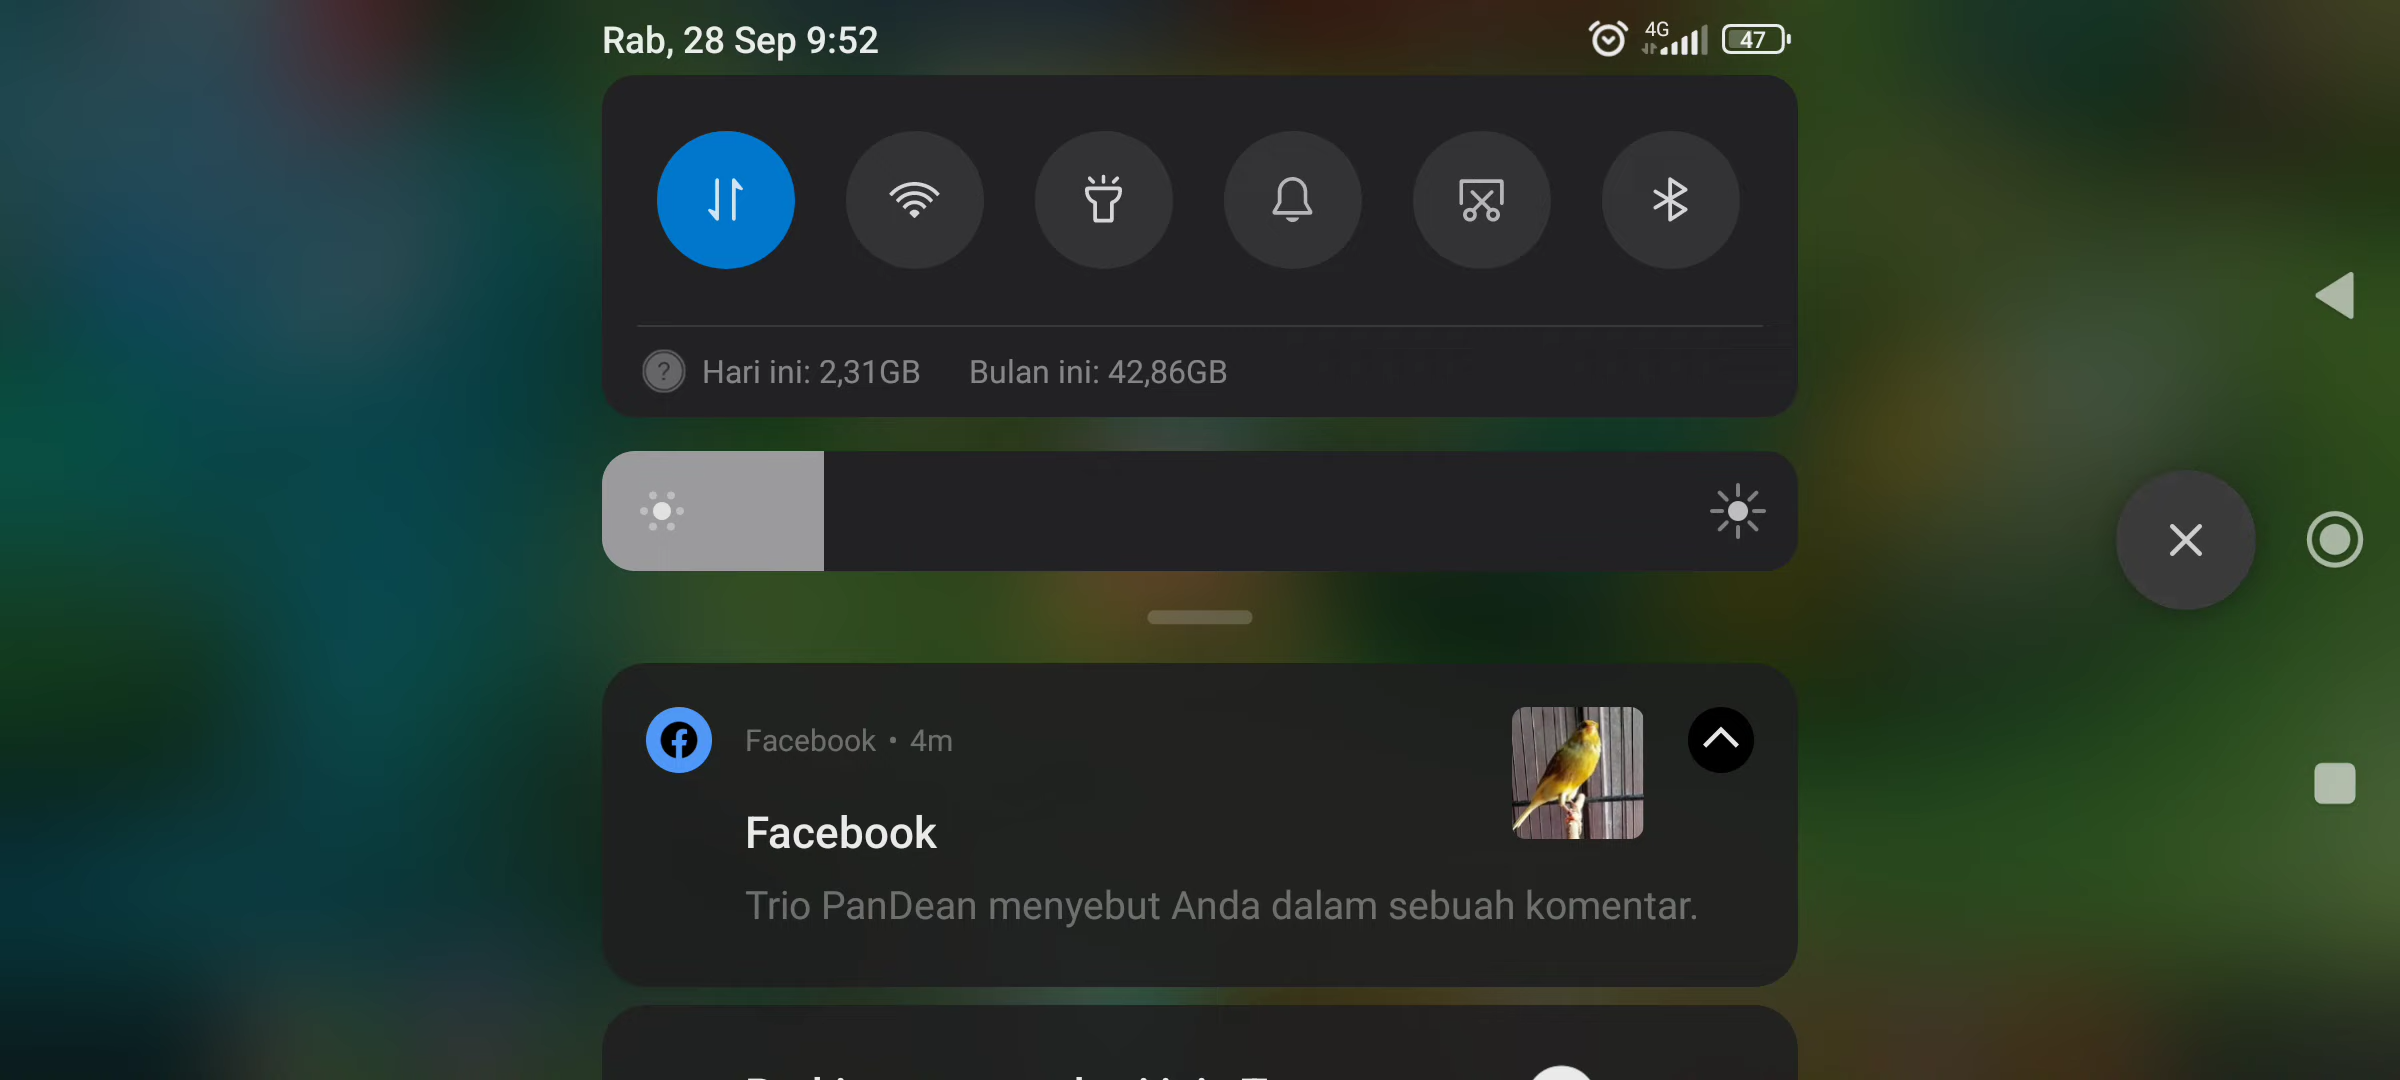 Rab, 28 Sep 9:52
4G
47
? Hari ini: 2,31GB Bulan ini: 42,86GB
Facebook • 4m
Facebook
Trio PanDean menyebut Anda dalam sebuah komentar.